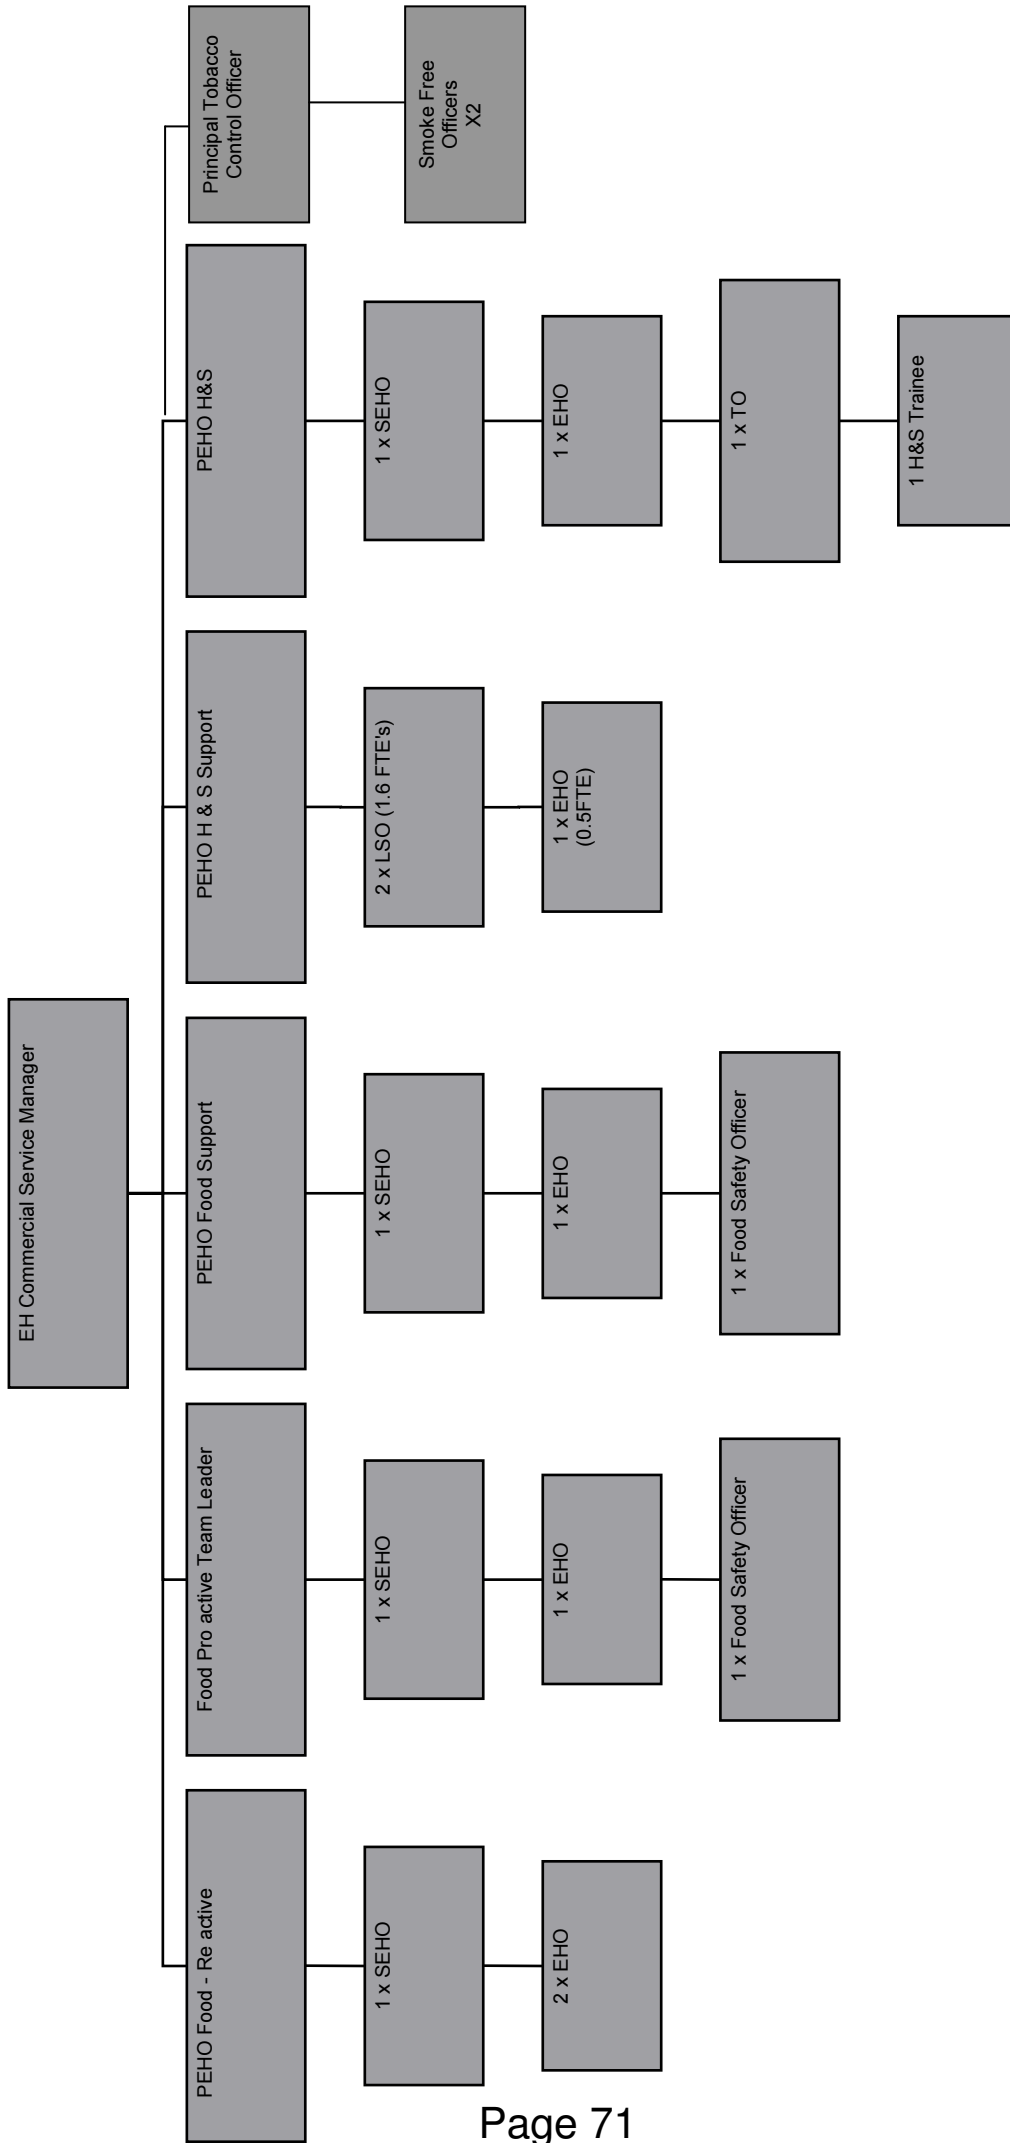 EH Commercial Service Manager
PEHO Food - Re active
Food Pro active Team Leader
PEHO Food Support
PEHO H & S Support
PEHO H&S
Principal Tobacco
Control Officer
1 x SEHO
1 x SEHO
1 x SEHO
2 x LSO (1.6 FTE's)
1 x SEHO
Smoke Free
Officers
X2
2 x EHO
1 x EHO
1 x EHO
1 x EHO
(0.5FTE)
1 x EHO
1 x Food Safety Officer
1 x Food Safety Officer
1 x TO
1 H&S Trainee
Page 71